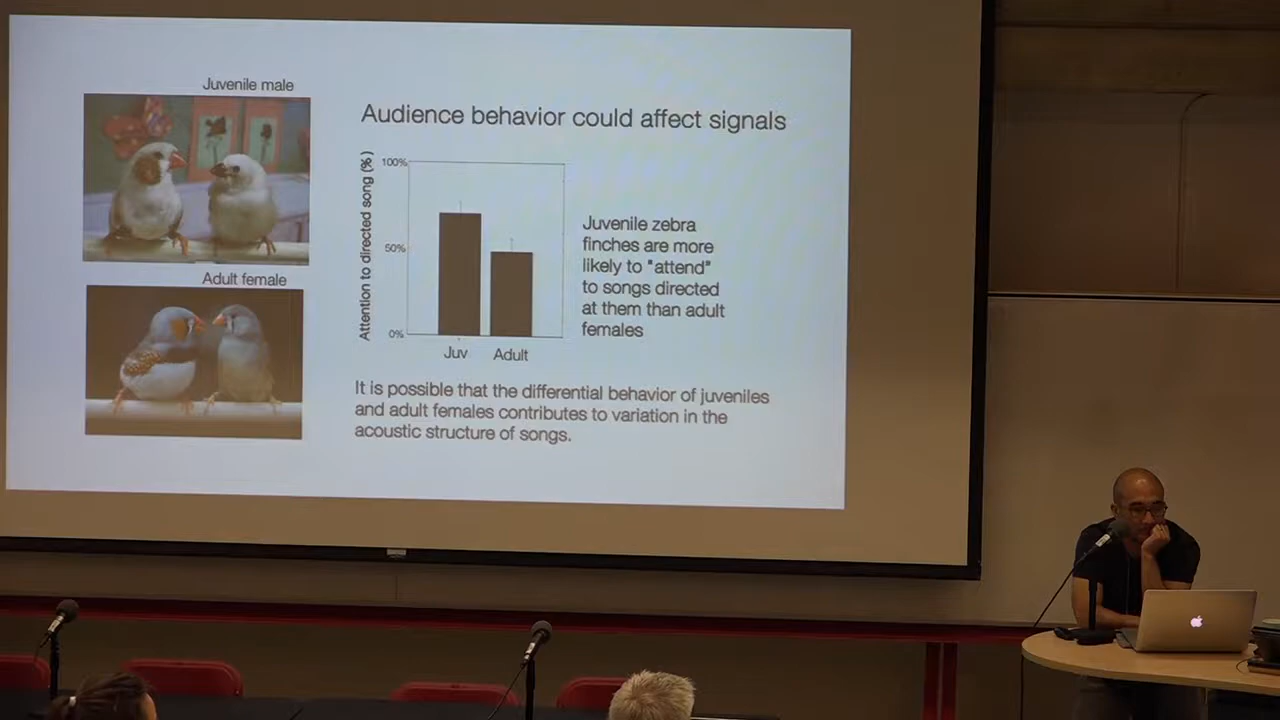 Juvenile male
Adult female
Audience behavior could affect signals
Attention to directed song (%)
100%
50%
0%
Juv
Adult
Juvenile zebra
finches are more
likely to "attend"
to songs directed
at them than adult
females
It is possible that the differential behavior of juveniles
and adult females contributes to variation in the
acoustic structure of songs.